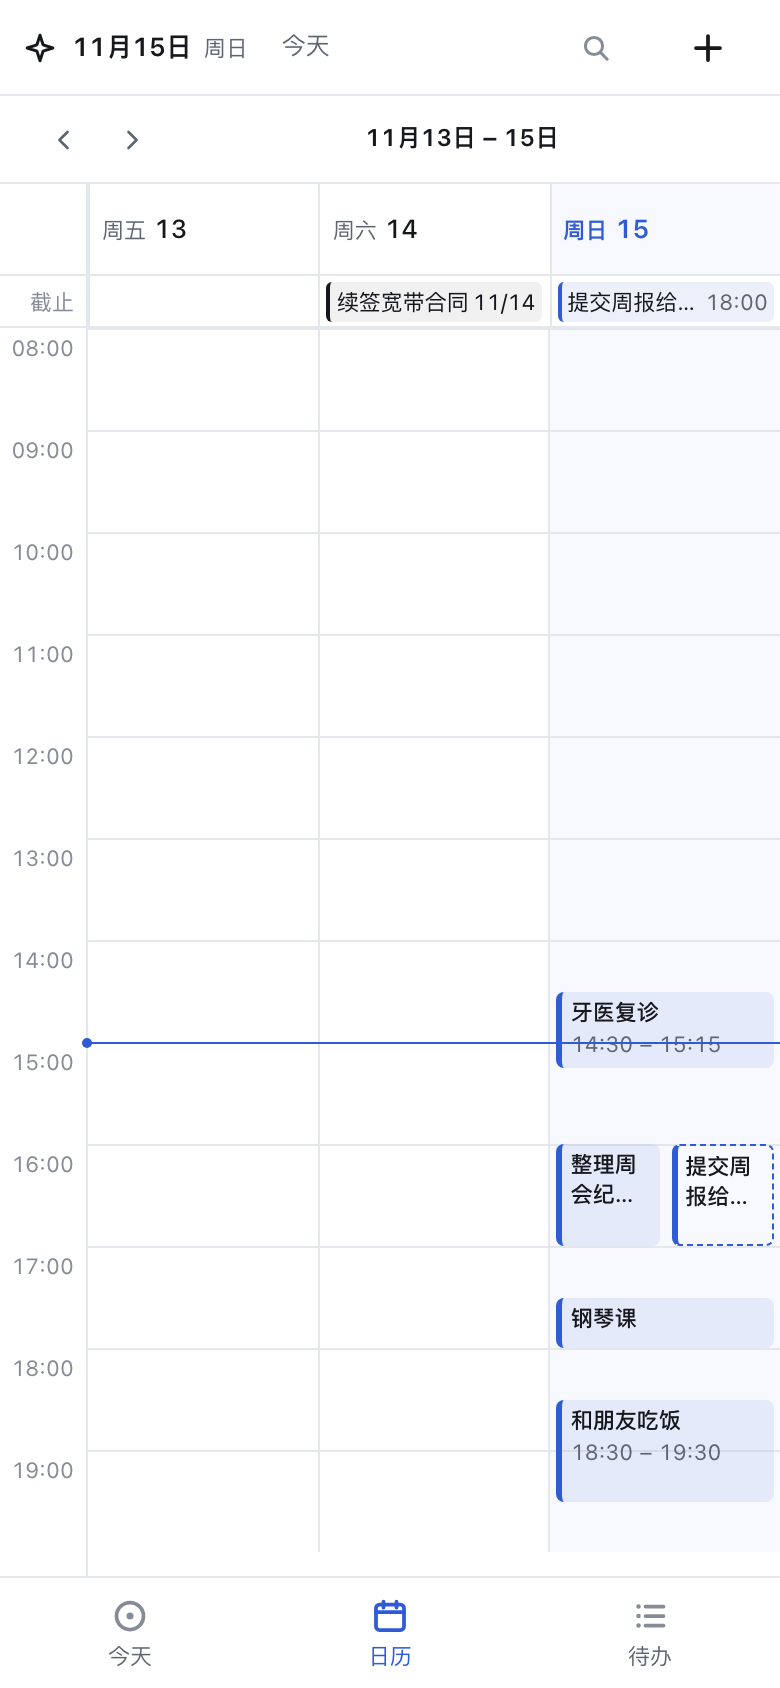 11月15日 周日 今天
11月13日 – 15日
周五 13 周六 14 周日 15
截止 续签宽带合同 11/14 提交周报给... 18:00
08:00
09:00
10:00
11:00
12:00
13:00
14:00
牙医复诊
14:30 – 15:15
15:00
16:00
整理周
会纪...
提交周
报给...
17:00
钢琴课
18:00
和朋友吃饭
18:30 – 19:30
19:00
今天 日历 待办